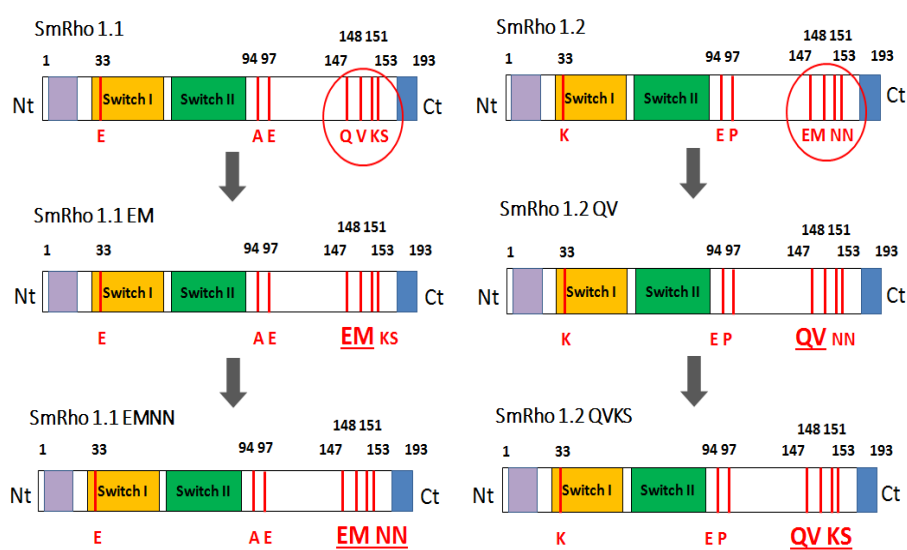 SmRho 1.1
148 151
1 33 94 97 147 153 193
Nt Switch I Switch II Ct
E A E Q V KS
SmRho 1.2
148 151
1 33 94 97 147 153 193
Nt Switch I Switch II Ct
K E P EM NN
SmRho 1.1 EM
148 151
1 33 94 97 147 153 193
Nt Switch I Switch II Ct
E A E EM KS
SmRho 1.2 QV
148 151
1 33 94 97 147 153 193
Nt Switch I Switch II Ct
K E P QV NN
SmRho 1.1 EMNN
148 151
1 33 94 97 147 153 193
Nt Switch I Switch II Ct
E A E EM NN
SmRho 1.2 QVKS
148 151
1 33 94 97 147 153 193
Nt Switch I Switch II Ct
K E P QV KS